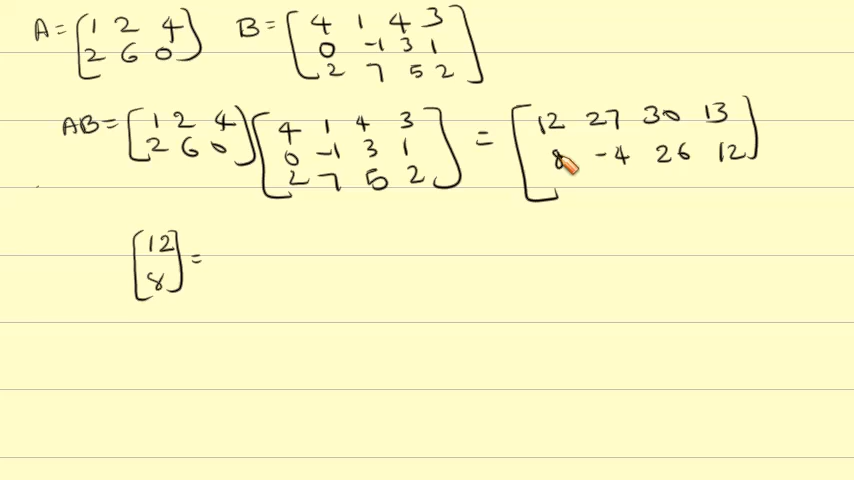 A = [1 2 4 B = [4 1 4 3
2 6 0] 0 -1 3 1
2 7 5 2]
AB = [1 2 4 [4 1 4 3 = [12 27 30 13
2 6 0] 0 -1 3 1 8 -4 26 12]
2 7 5 2]
[12
8] =